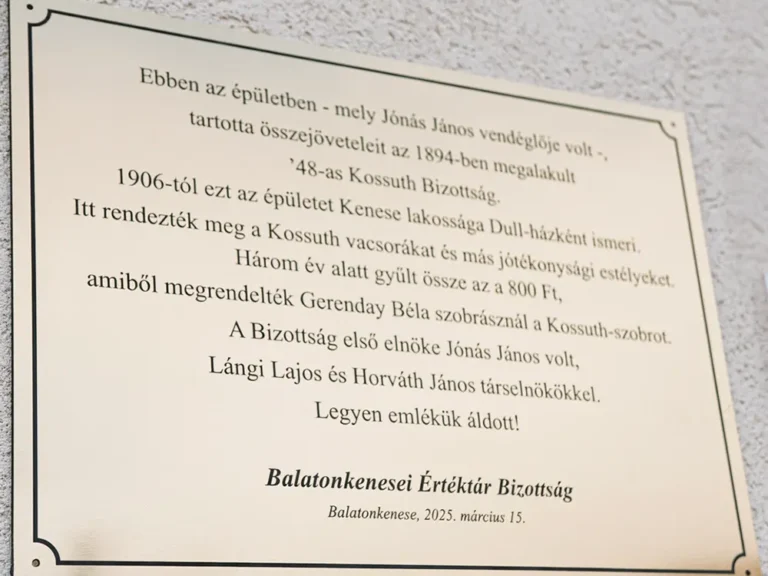 Ebben az épületben - mely Jónás János vendéglője volt -,
tartotta összejöveteleit az 1894-ben megalakult
’48-as Kossuth Bizottság.
1906-tól ezt az épületet Kenese lakossága Dull-házként ismeri.
Itt rendezték meg a Kossuth vacsorákat és más jótékonysági estélyeket.
Három év alatt gyűlt össze az a 800 Ft,
amiből megrendelték Gerenday Béla szobrásznál a Kossuth-szobrot.
A Bizottság első elnöke Jónás János volt,
Lángi Lajos és Horváth János társelnökökkel.
Legyen emlékük áldott!
Balatonkenesei Értéktár Bizottság
Balatonkenese, 2025. március 15.